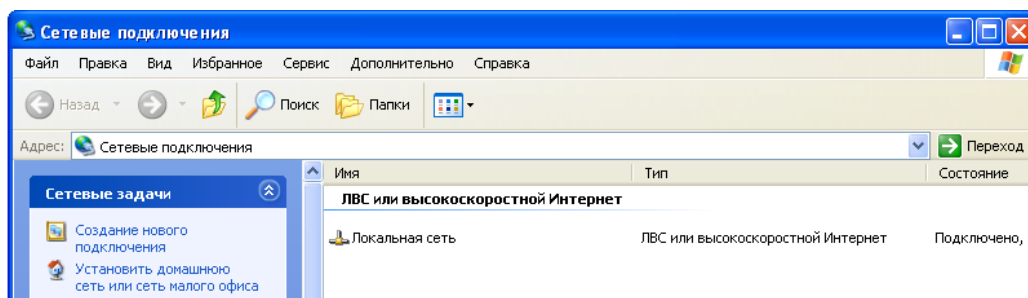 Сетевые подключения
Файл Правка Вид Избранное Сервис Дополнительно Справка
Назад Поиск Папки
Адрес: Сетевые подключения Переход
Имя Тип Состояние
Сетевые задачи
ЛВС или высокоскоростной Интернет
Создание нового
подключения
Локальная сеть ЛВС или высокоскоростной Интернет Подключено,
Установить домашнюю
сеть или сеть малого офиса